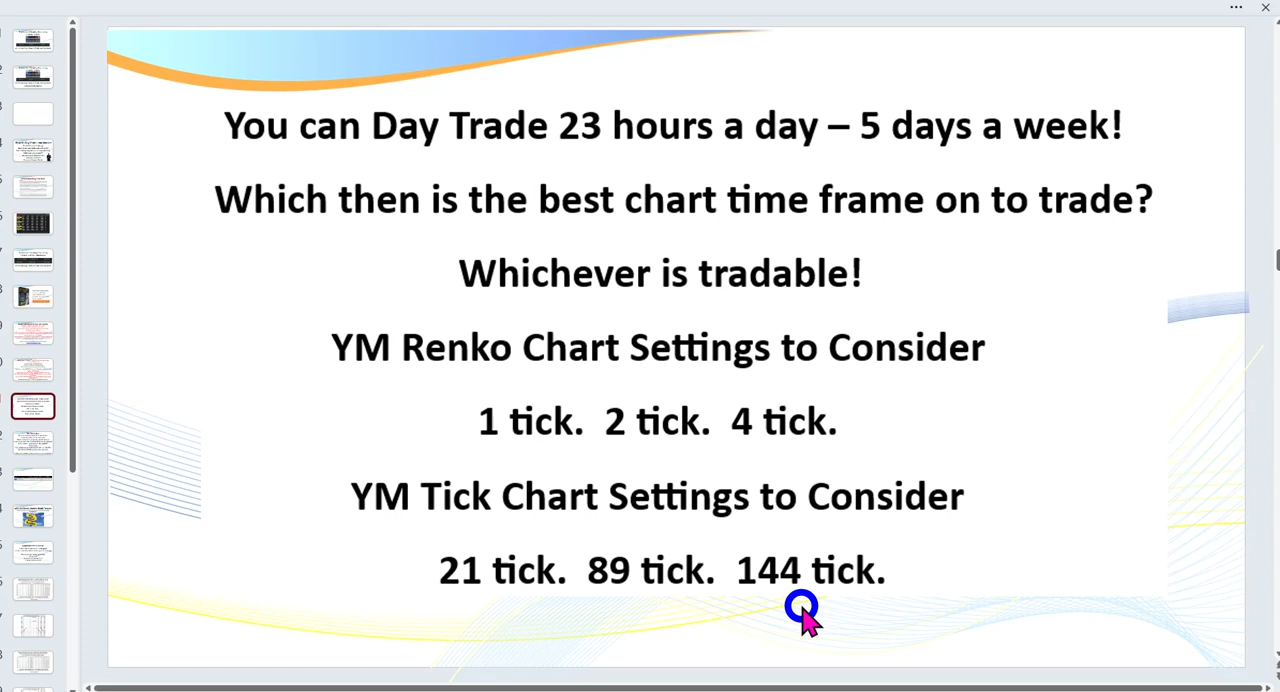 You can Day Trade 23 hours a day – 5 days a week!
Which then is the best chart time frame on to trade?
Whichever is tradable!
YM Renko Chart Settings to Consider
1 tick.  2 tick.  4 tick.
YM Tick Chart Settings to Consider
21 tick.  89 tick.  144 tick.